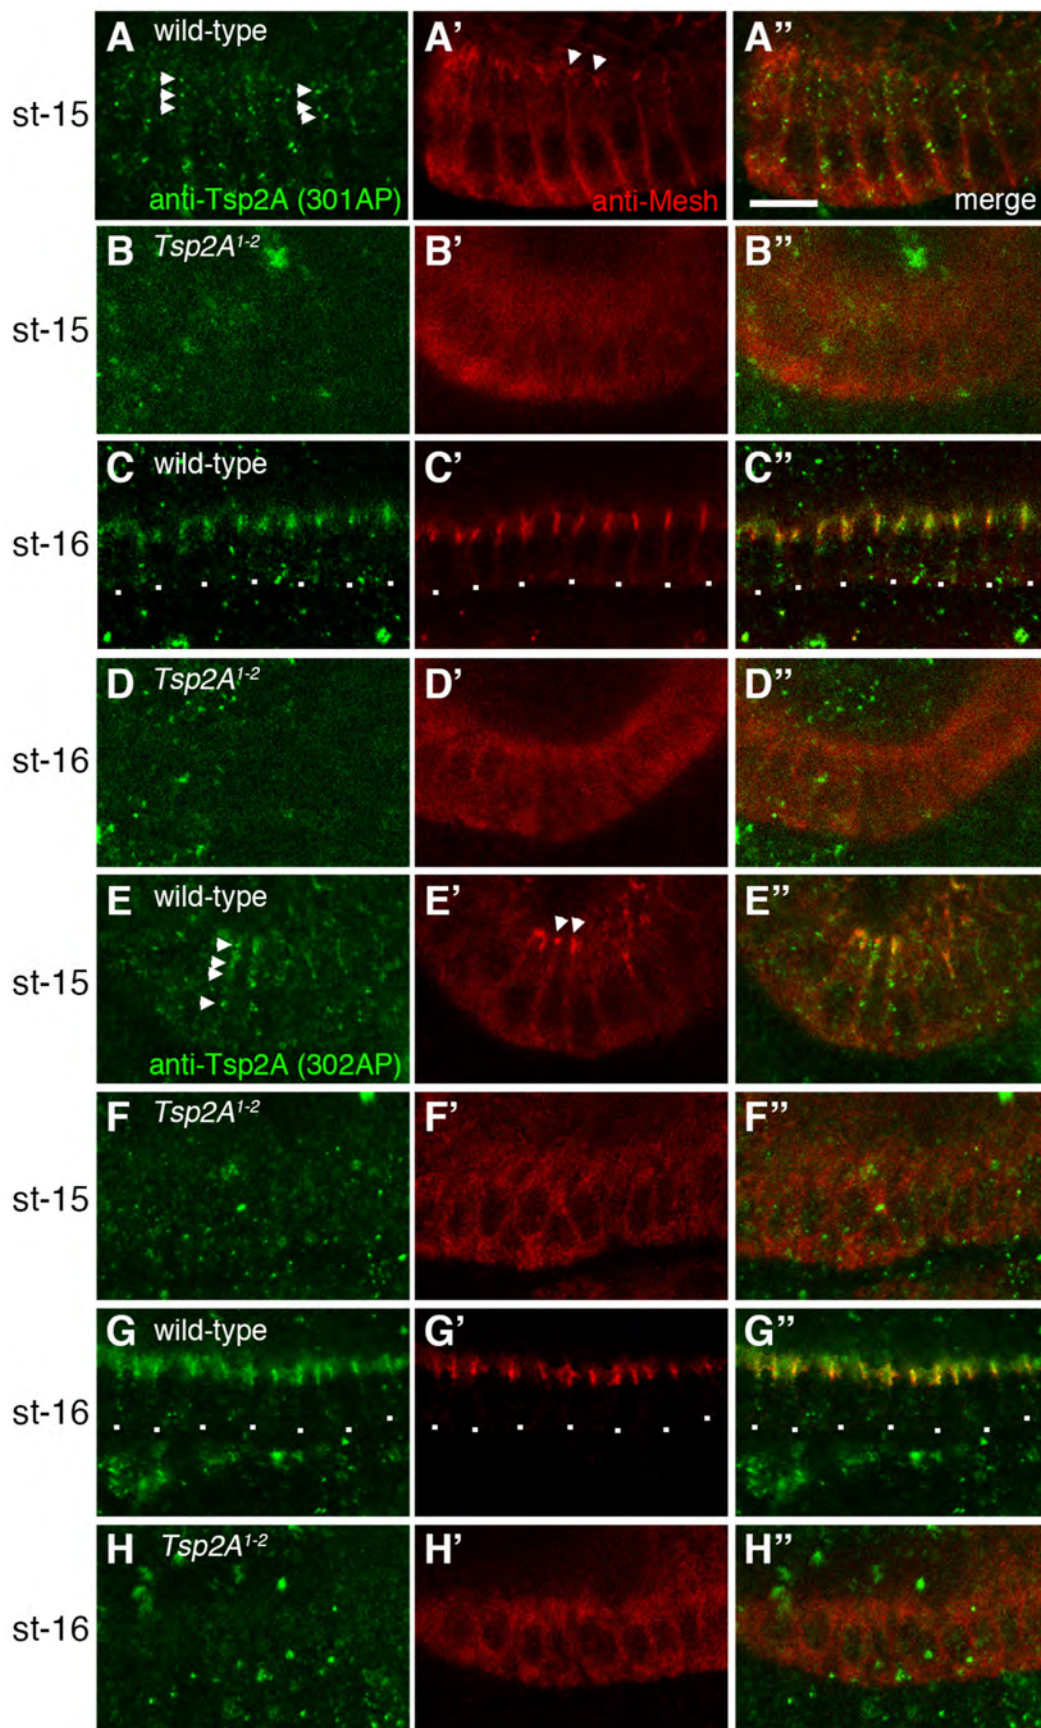 A wild-type A' A”
st-15
anti-Tsp2A (301AP) anti-Mesh merge
B Tsp2A1-2 B' B”
st-15
C wild-type C' C”
st-16
D Tsp2A1-2 D' D”
st-16
E wild-type E' E”
st-15
anti-Tsp2A (302AP)
F Tsp2A1-2 F' F”
st-15
G wild-type G' G”
st-16
H Tsp2A1-2 H' H”
st-16